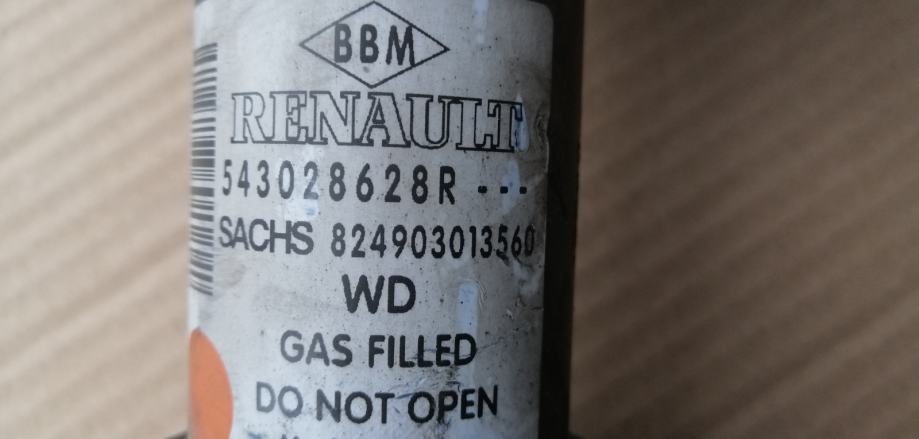 BBM
RENAULT
543028628R ---
SACHS 824903013560
WD
GAS FILLED
DO NOT OPEN